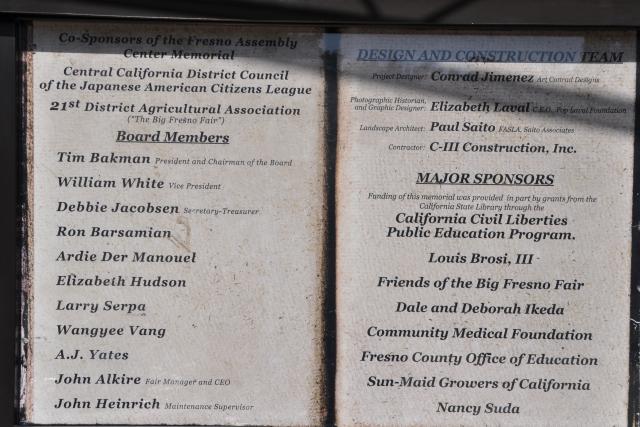 Co-Sponsors of the Fresno Assembly
Center Memorial
Central California District Council
of the Japanese American Citizens League
21st District Agricultural Association
("The Big Fresno Fair")
Board Members
Tim Bakman President and Chairman of the Board
William White Vice President
Debbie Jacobsen Secretary-Treasurer
Ron Barsamian
Ardie Der Manouel
Elizabeth Hudson
Larry Serpa
Wangyee Vang
A.J. Yates
John Alkire Fair Manager and CEO
John Heinrich Maintenance Supervisor
DESIGN AND CONSTRUCTION TEAM
Project Designer: Conrad Jimenez Art Conrad Designs
Photographic Historian,
and Graphic Designer: Elizabeth Laval C.E.O., Pop Laval Foundation
Landscape Architect: Paul Saito FASLA, Saito Associates
Contractor: C-III Construction, Inc.
MAJOR SPONSORS
Funding of this memorial was provided in part by grants from the
California State Library through the
California Civil Liberties
Public Education Program.
Louis Brosi, III
Friends of the Big Fresno Fair
Dale and Deborah Ikeda
Community Medical Foundation
Fresno County Office of Education
Sun-Maid Growers of California
Nancy Suda